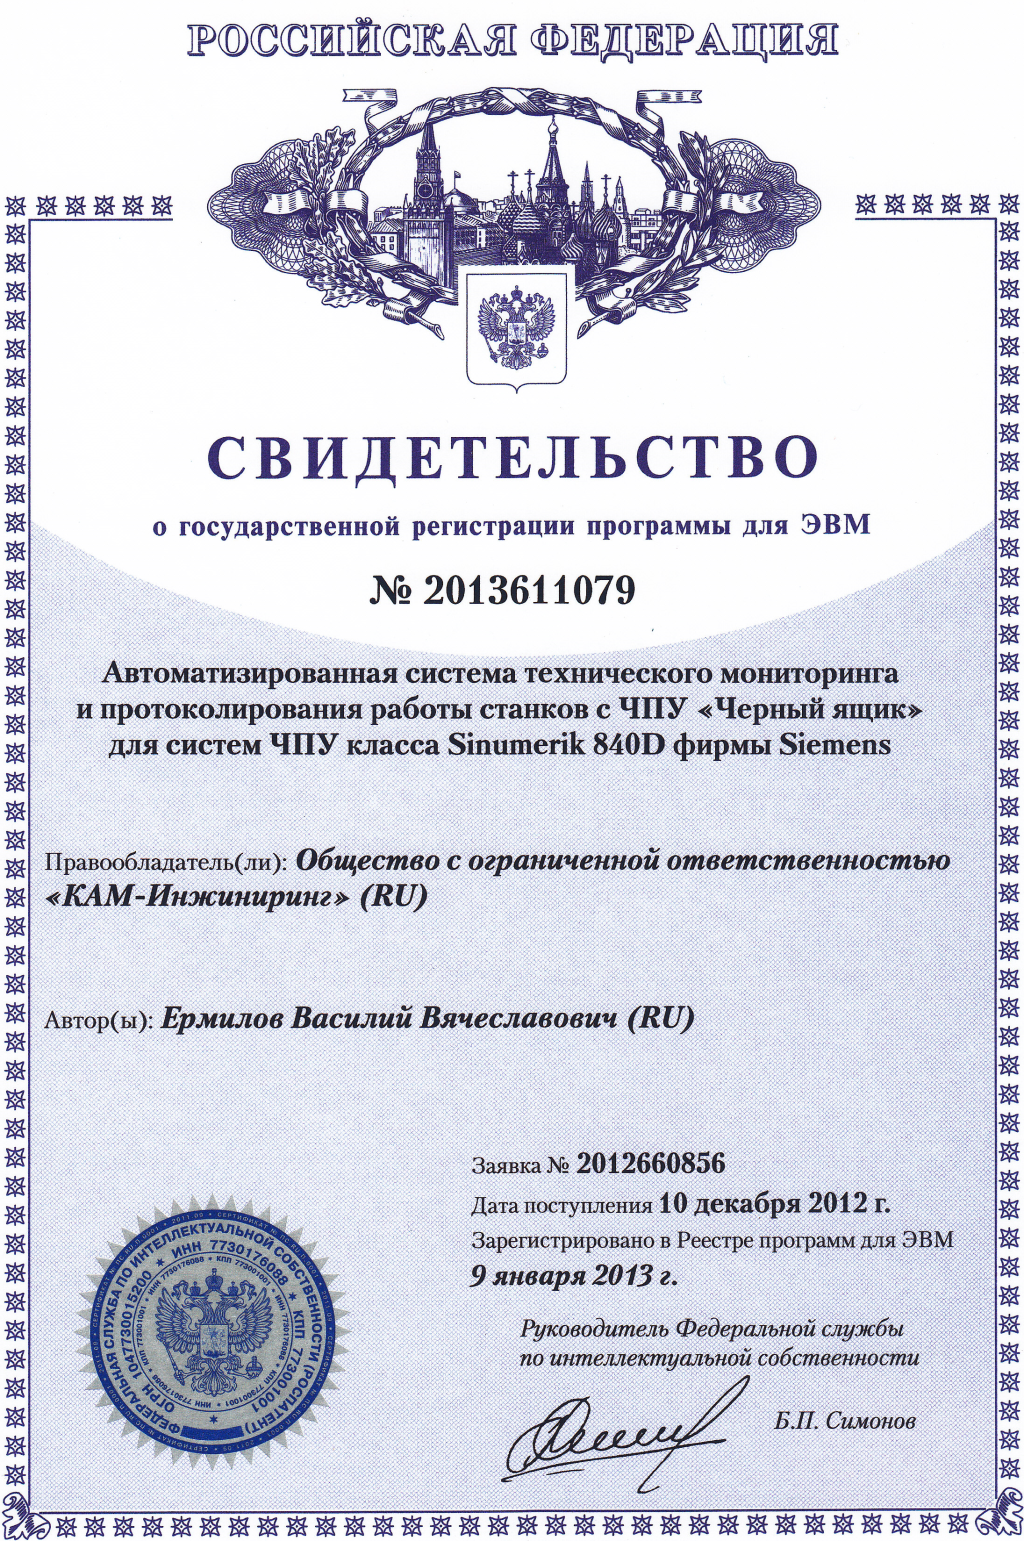 РОССИЙСКАЯ ФЕДЕРАЦИЯ
СВИДЕТЕЛЬСТВО
о государственной регистрации программы для ЭВМ
№ 2013611079
Автоматизированная система технического мониторинга
и протоколирования работы станков с ЧПУ «Черный ящик»
для систем ЧПУ класса Sinumerik 840D фирмы Siemens
Правообладатель(ли): Общество с ограниченной ответственностью
«КАМ-Инжиниринг» (RU)
Автор(ы): Ермилов Василий Вячеславович (RU)
Заявка № 2012660856
Дата поступления 10 декабря 2012 г.
Зарегистрировано в Реестре программ для ЭВМ
9 января 2013 г.
Руководитель Федеральной службы
по интеллектуальной собственности
Б.П. Симонов
ФЕДЕРАЛЬНАЯ СЛУЖБА ПО ИНТЕЛЛЕКТУАЛЬНОЙ СОБСТВЕННОСТИ (РОСПАТЕНТ)
ОГРН 1047730015200 * ИНН 7730176088 * КПП 773001001
ИНН 7730176088 * КПП 773001001